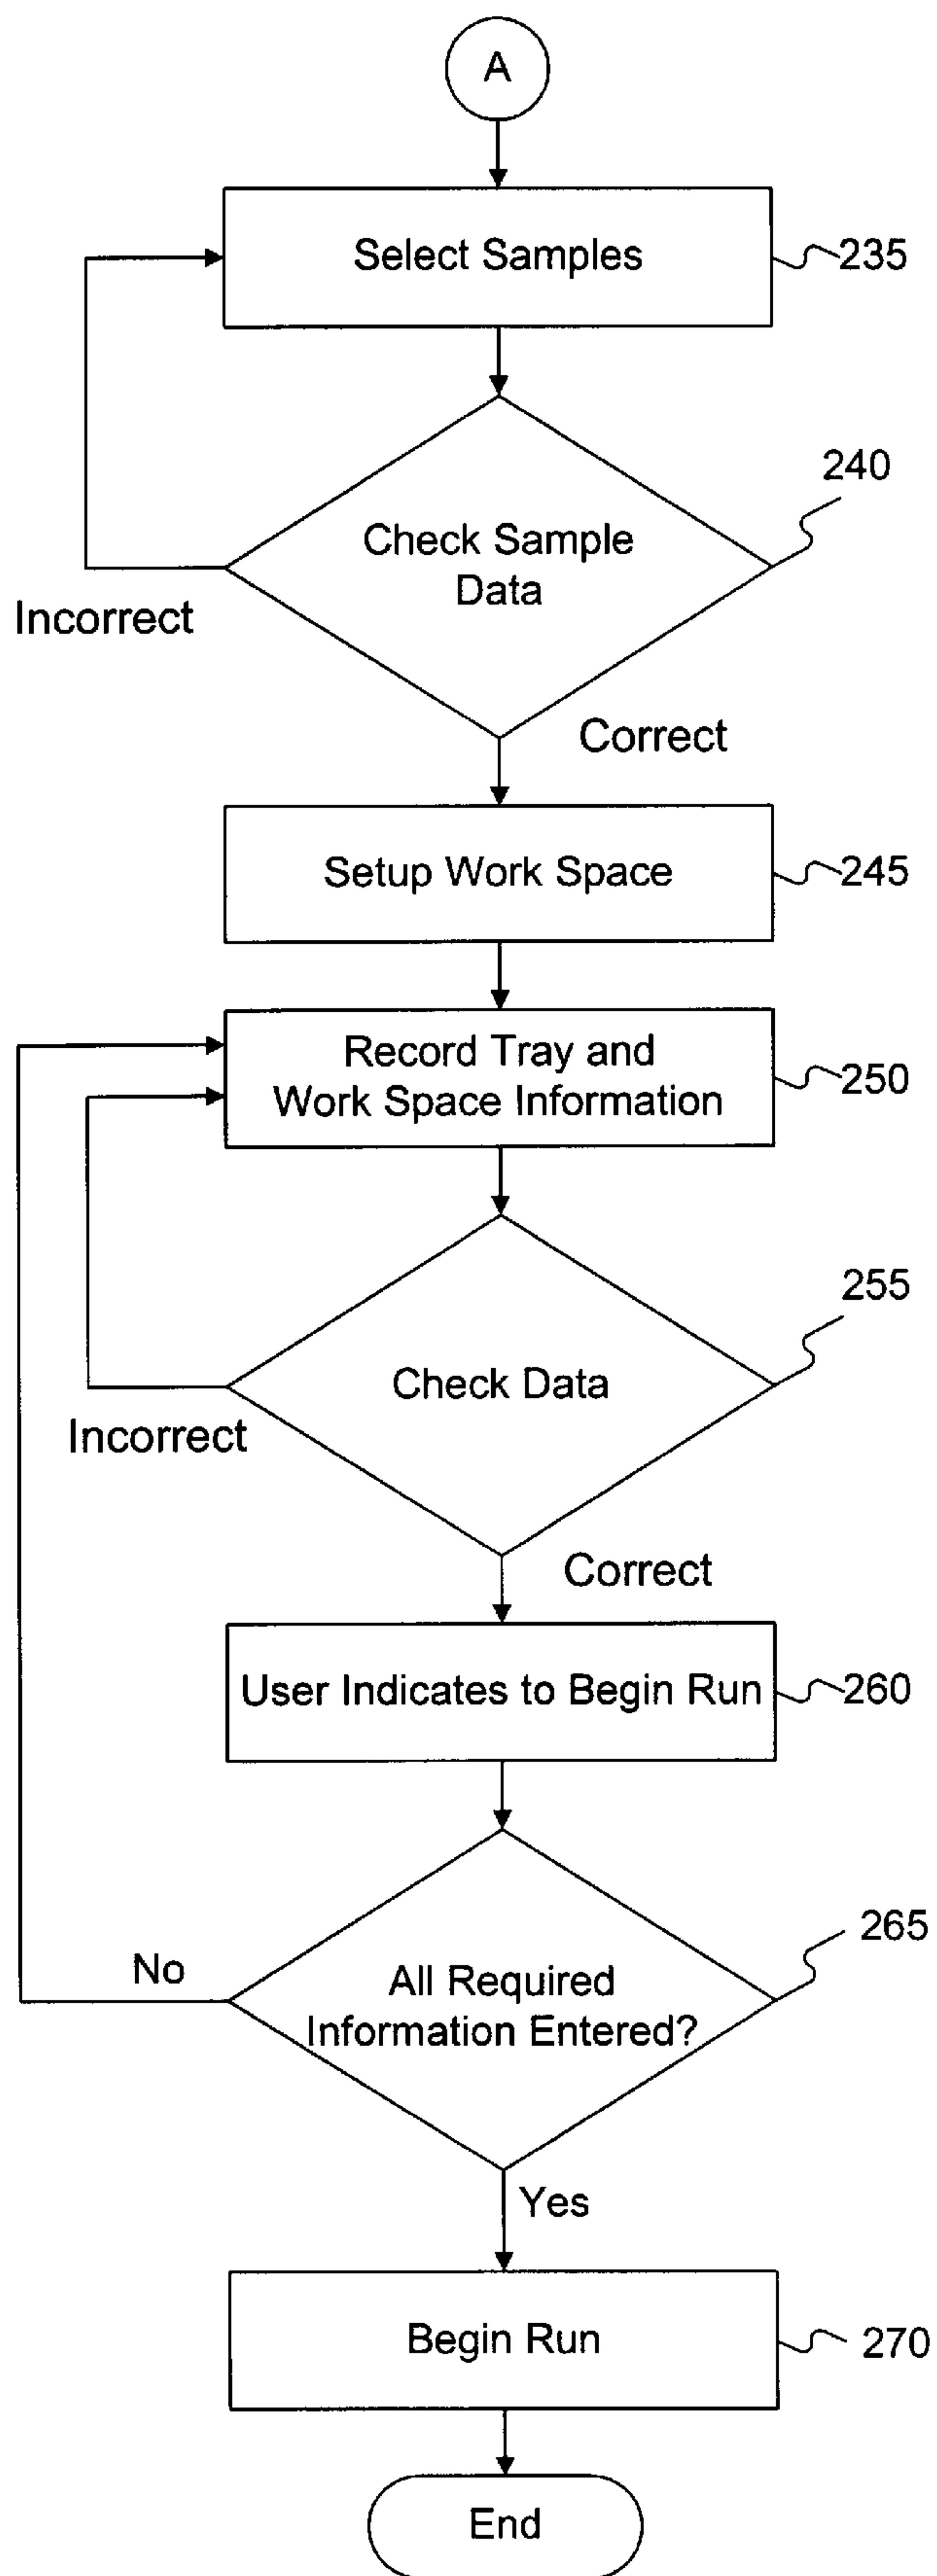 A
Select Samples
235
240
Check Sample
Data
Incorrect
Correct
Setup Work Space
245
Record Tray and
Work Space Information
250
255
Check Data
Incorrect
Correct
User Indicates to Begin Run
260
265
No
All Required
Information Entered?
Yes
Begin Run
270
End